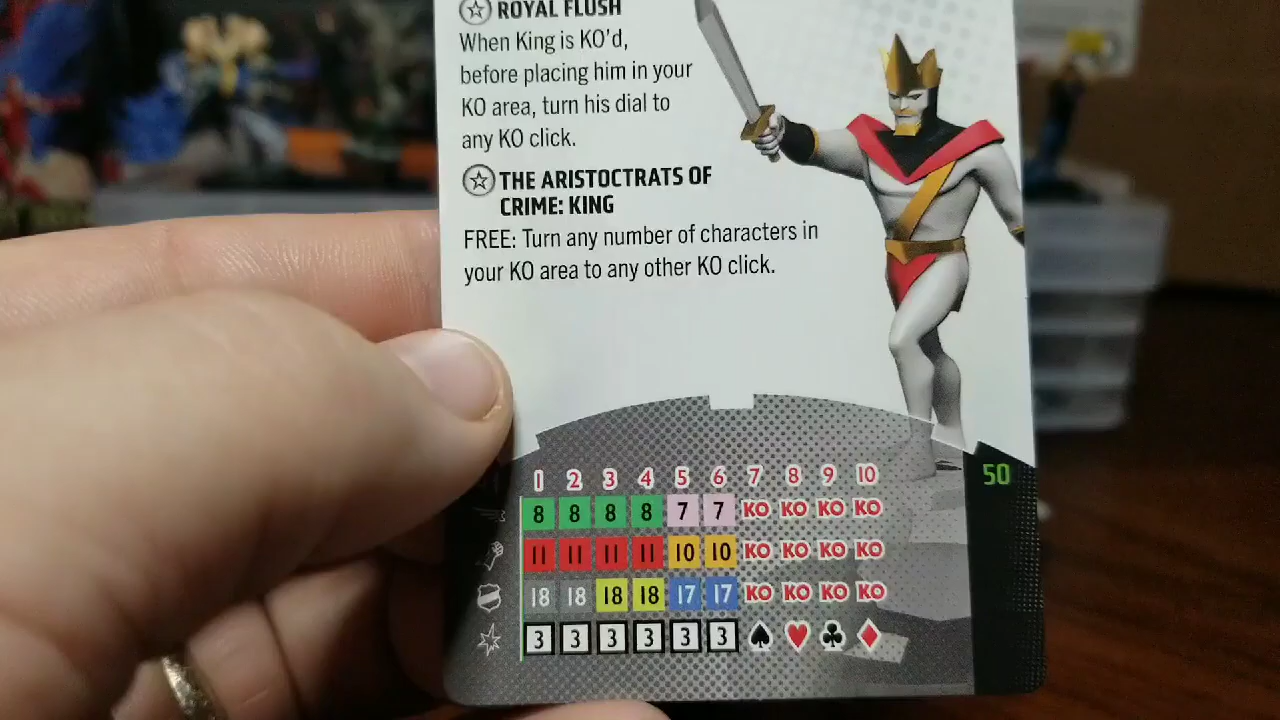 ROYAL FLUSH
When King is KO'd,
before placing him in your
KO area, turn his dial to
any KO click.
THE ARISTOCTRATS OF
CRIME: KING
FREE: Turn any number of characters in
your KO area to any other KO click.
1 2 3 4 5 6 7 8 9 10
50
8 8 8 8 7 7 KO KO KO KO
11 11 11 11 10 10 KO KO KO KO
18 18 18 18 17 17 KO KO KO KO
3 3 3 3 3 3 ♠ ♥ ♣ ♦